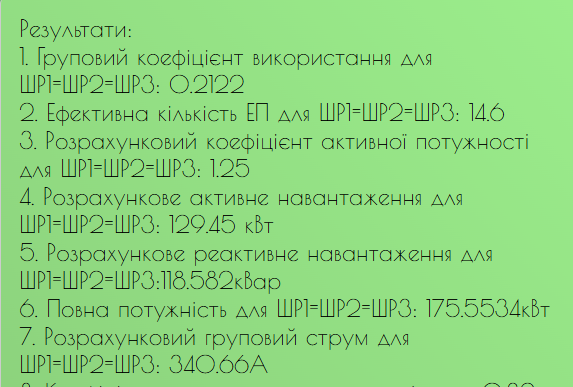 Результати:
1. Груповий коефіцієнт використання для
ШР1=ШР2=ШР3: 0.2122
2. Ефективна кількість ЕП для ШР1=ШР2=ШР3: 14.6
3. Розрахунковий коефіцієнт активної потужності
для ШР1=ШР2=ШР3: 1.25
4. Розрахункове активне навантаження для
ШР1=ШР2=ШР3: 129.45 кВт
5. Розрахункове реактивне навантаження для
ШР1=ШР2=ШР3:118.582кВар
6. Повна потужність для ШР1=ШР2=ШР3: 175.5534кВт
7. Розрахунковий груповий струм для
ШР1=ШР2=ШР3: 340.66А